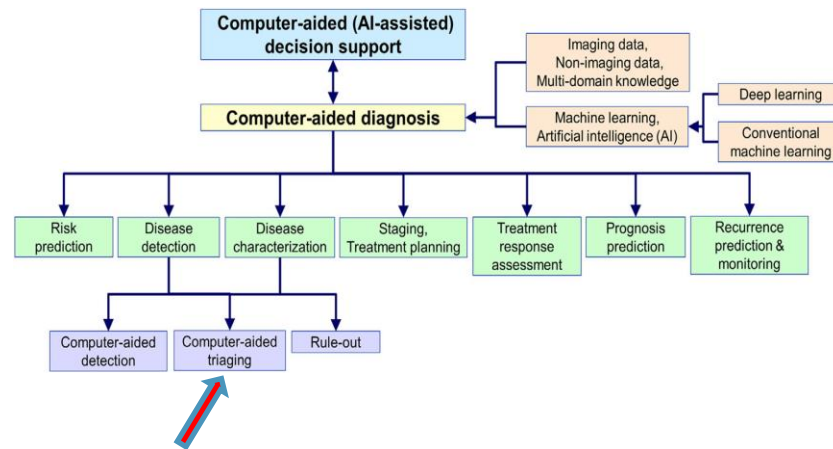 Computer-aided (AI-assisted)
decision support
Imaging data,
Non-imaging data,
Multi-domain knowledge
Computer-aided diagnosis
Machine learning,
Artificial intelligence (AI)
Deep learning
Conventional
machine learning
Risk
prediction
Disease
detection
Disease
characterization
Staging,
Treatment planning
Treatment
response
assessment
Prognosis
prediction
Recurrence
prediction &
monitoring
Computer-aided
detection
Computer-aided
triaging
Rule-out